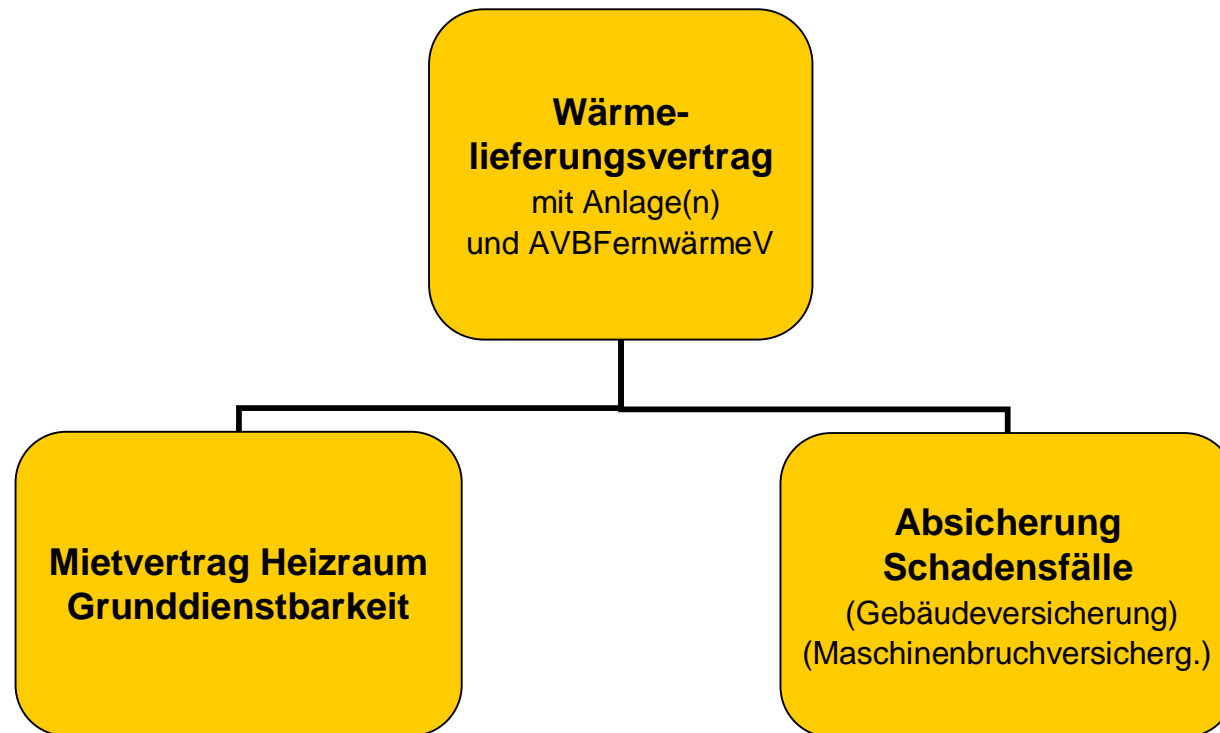 Wärme-
lieferungsvertrag
mit Anlage(n)
und AVBFernwärmeV
Mietvertrag Heizraum
Grunddienstbarkeit
Absicherung
Schadensfälle
(Gebäudeversicherung)
(Maschinenbruchversicherg.)